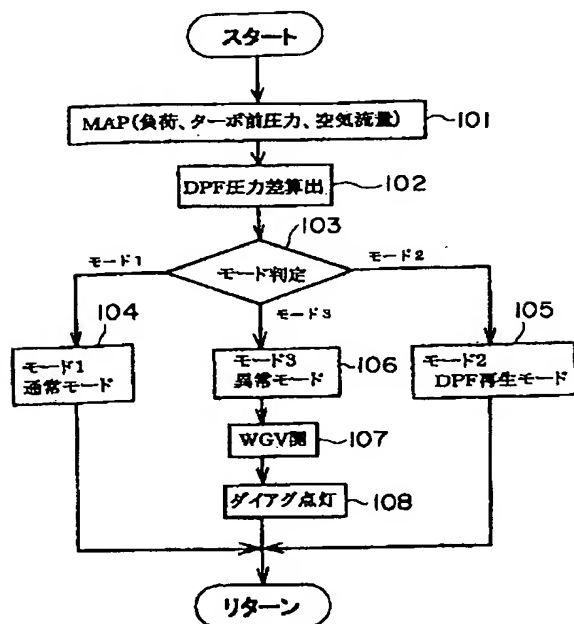 スタート
MAP(負荷、ターボ前圧力、空気流量)
101
DPF圧力差算出
102
103
モード判定
モード1
モード2
モード3
104
モード1
通常モード
モード3
異常モード
106
105
モード2
DPF再生モード
WGV開
107
ダイアグ点灯
108
リターン